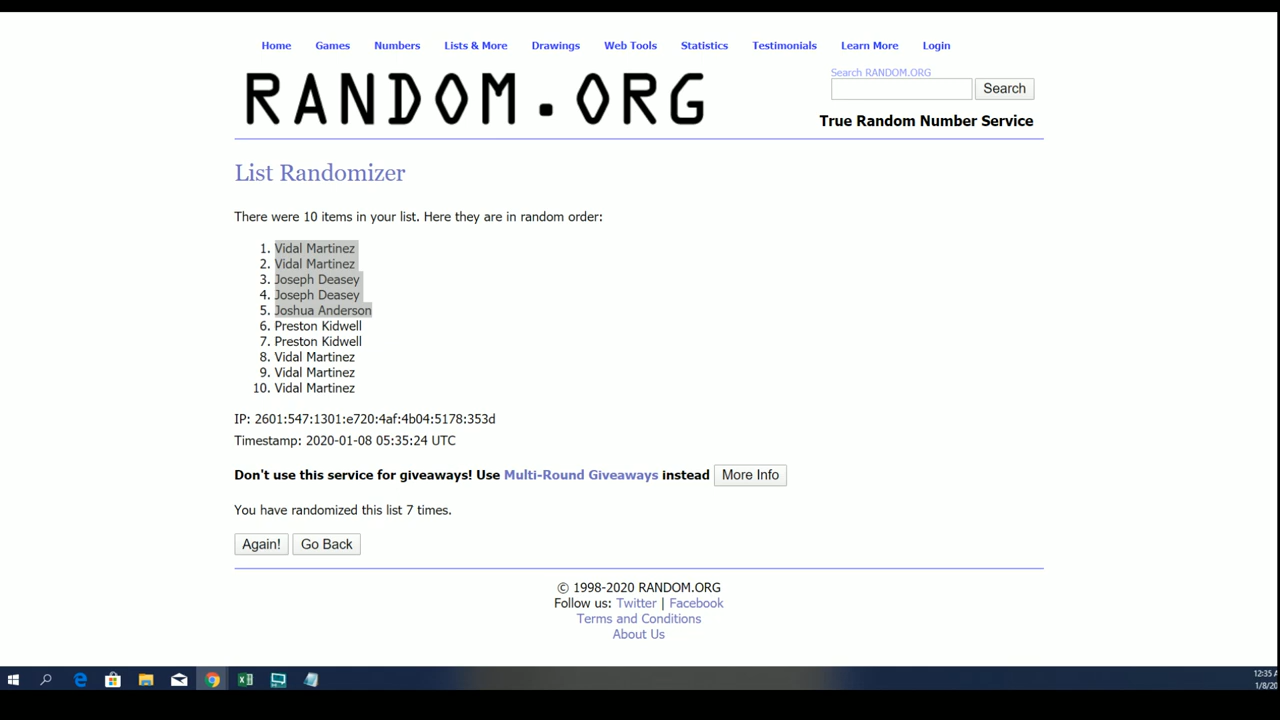 Home Games Numbers Lists & More Drawings Web Tools Statistics Testimonials Learn More Login
RANDOM.ORG
Search RANDOM.ORG
Search
True Random Number Service
List Randomizer
There were 10 items in your list. Here they are in random order:
1. Vidal Martinez
2. Vidal Martinez
3. Joseph Deasey
4. Joseph Deasey
5. Joshua Anderson
6. Preston Kidwell
7. Preston Kidwell
8. Vidal Martinez
9. Vidal Martinez
10. Vidal Martinez
IP: 2601:547:1301:e720:4af:4b04:5178:353d
Timestamp: 2020-01-08 05:35:24 UTC
Don't use this service for giveaways! Use Multi-Round Giveaways instead More Info
You have randomized this list 7 times.
Again! Go Back
© 1998-2020 RANDOM.ORG
Follow us: Twitter | Facebook
Terms and Conditions
About Us
12:35
1/8/20